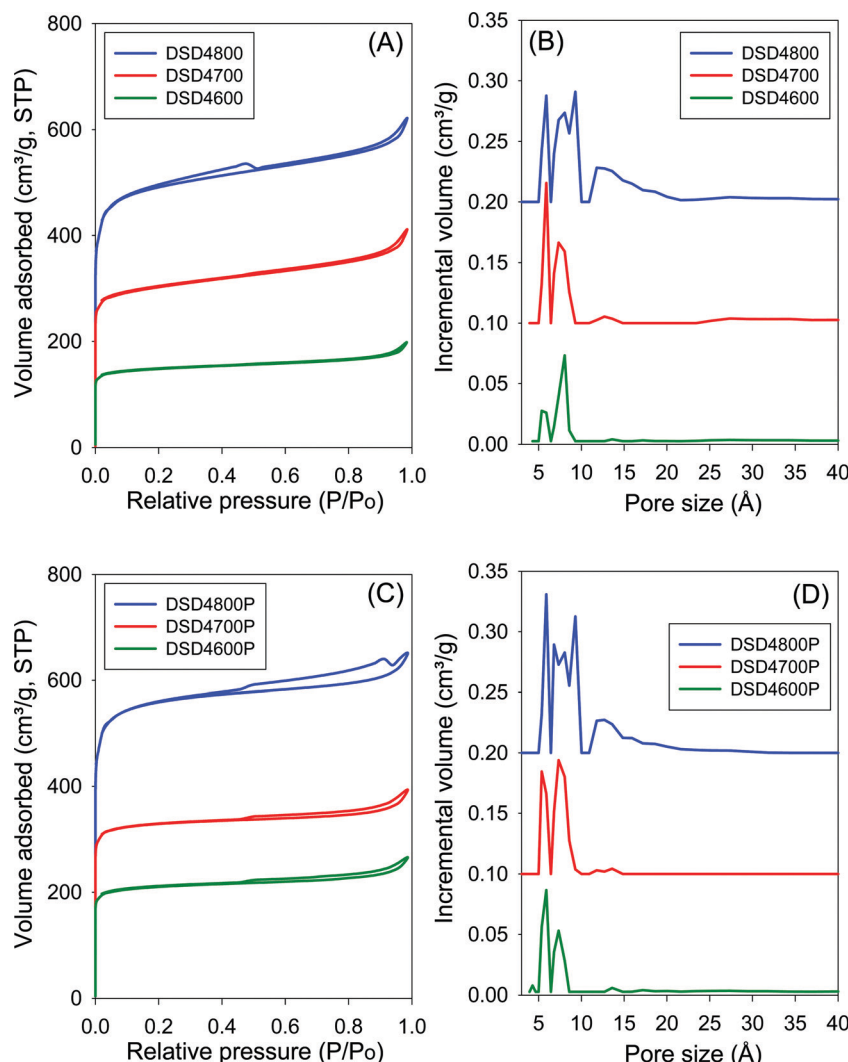 (A)
DSD4800
DSD4700
DSD4600
Volume adsorbed (cm³/g, STP)
800
600
400
200
0
0.0 0.2 0.4 0.6 0.8 1.0
Relative pressure (P/Po)
(B)
DSD4800
DSD4700
DSD4600
Incremental volume (cm³/g)
0.35
0.30
0.25
0.20
0.15
0.10
0.05
0.00
5 10 15 20 25 30 35 40
Pore size (Å)
(C)
DSD4800P
DSD4700P
DSD4600P
Volume adsorbed (cm³/g, STP)
800
600
400
200
0
0.0 0.2 0.4 0.6 0.8 1.0
Relative pressure (P/Po)
(D)
DSD4800P
DSD4700P
DSD4600P
Incremental volume (cm³/g)
0.35
0.30
0.25
0.20
0.15
0.10
0.05
0.00
5 10 15 20 25 30 35 40
Pore size (Å)